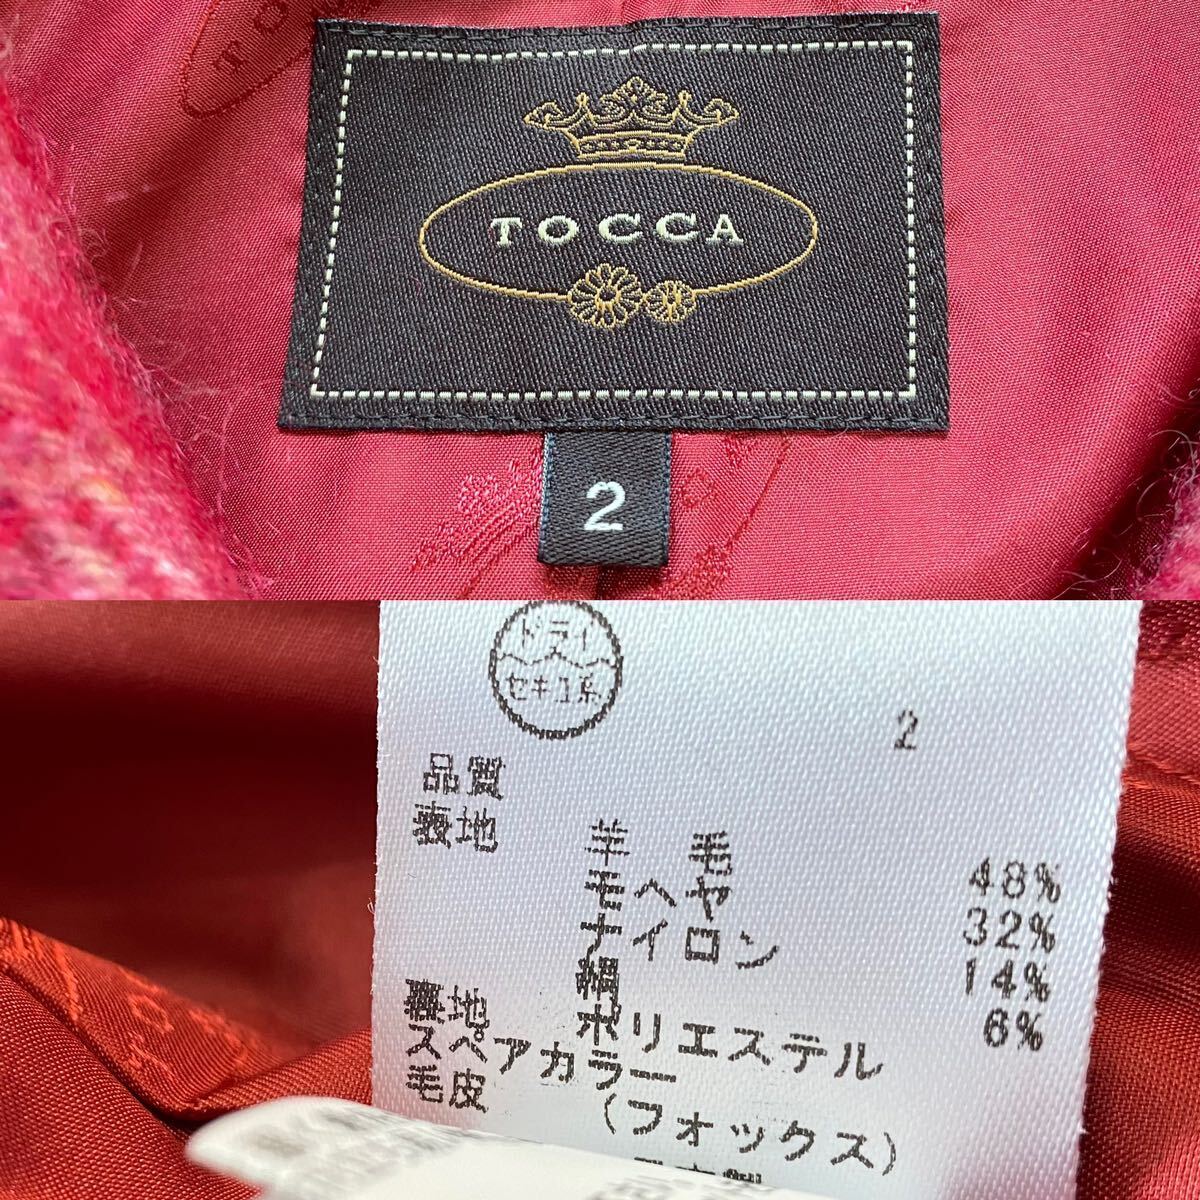 TO
TOCCA
2
ドライ
セキユ系
2
品質
表地 羊毛 48%
モヘヤ 32%
ナイロン 14%
絹 6%
裏地 ポリエステル
スペアカラー
毛皮 (フォックス)